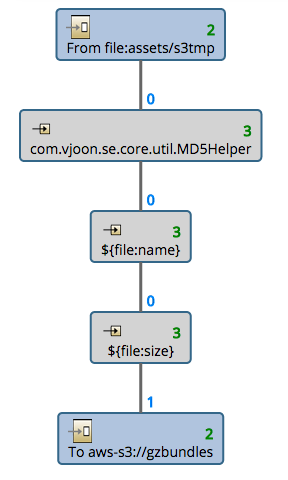 2
From file:assets/s3tmp
0
3
com.vjoon.se.core.util.MD5Helper
0
3
${file:name}
0
3
${file:size}
1
2
To aws-s3://gzbundles